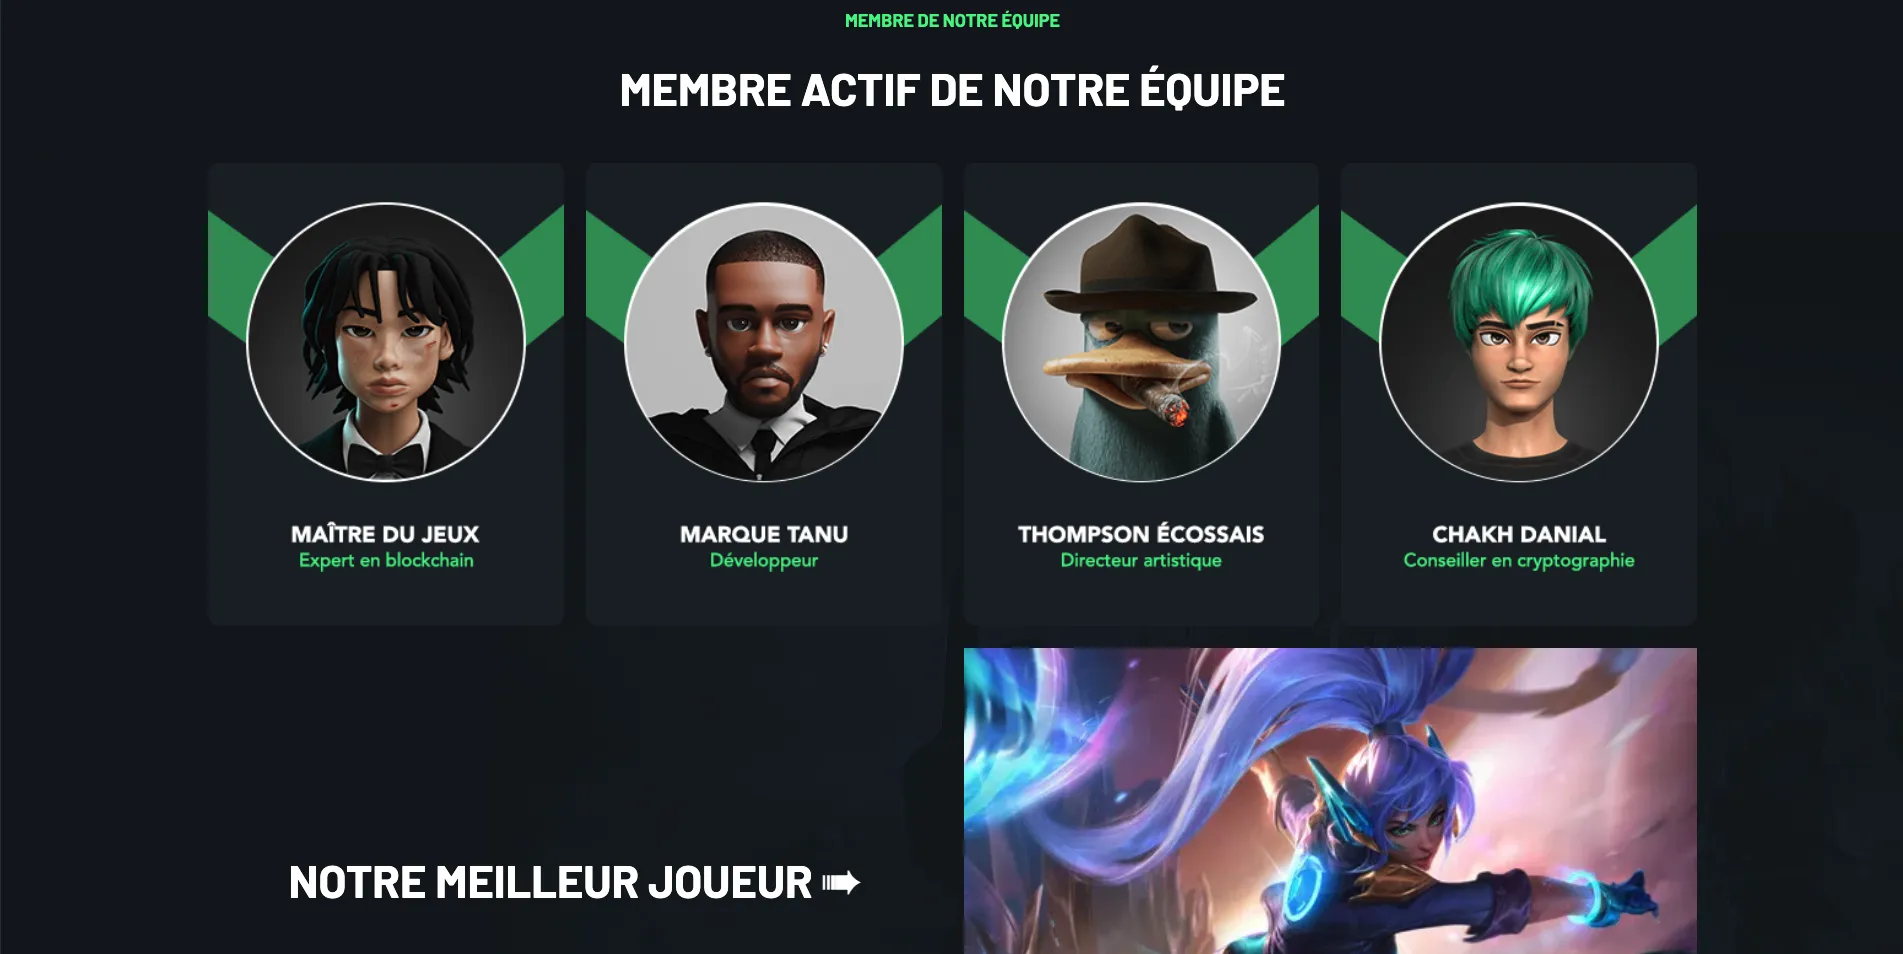 MEMBRE DE NOTRE ÉQUIPE
MEMBRE ACTIF DE NOTRE ÉQUIPE
MAÎTRE DU JEUX
Expert en blockchain
MARQUE TANU
Développeur
THOMPSON ÉCOSSAIS
Directeur artistique
CHAKH DANIAL
Conseiller en cryptographie
NOTRE MEILLEUR JOUEUR ➠